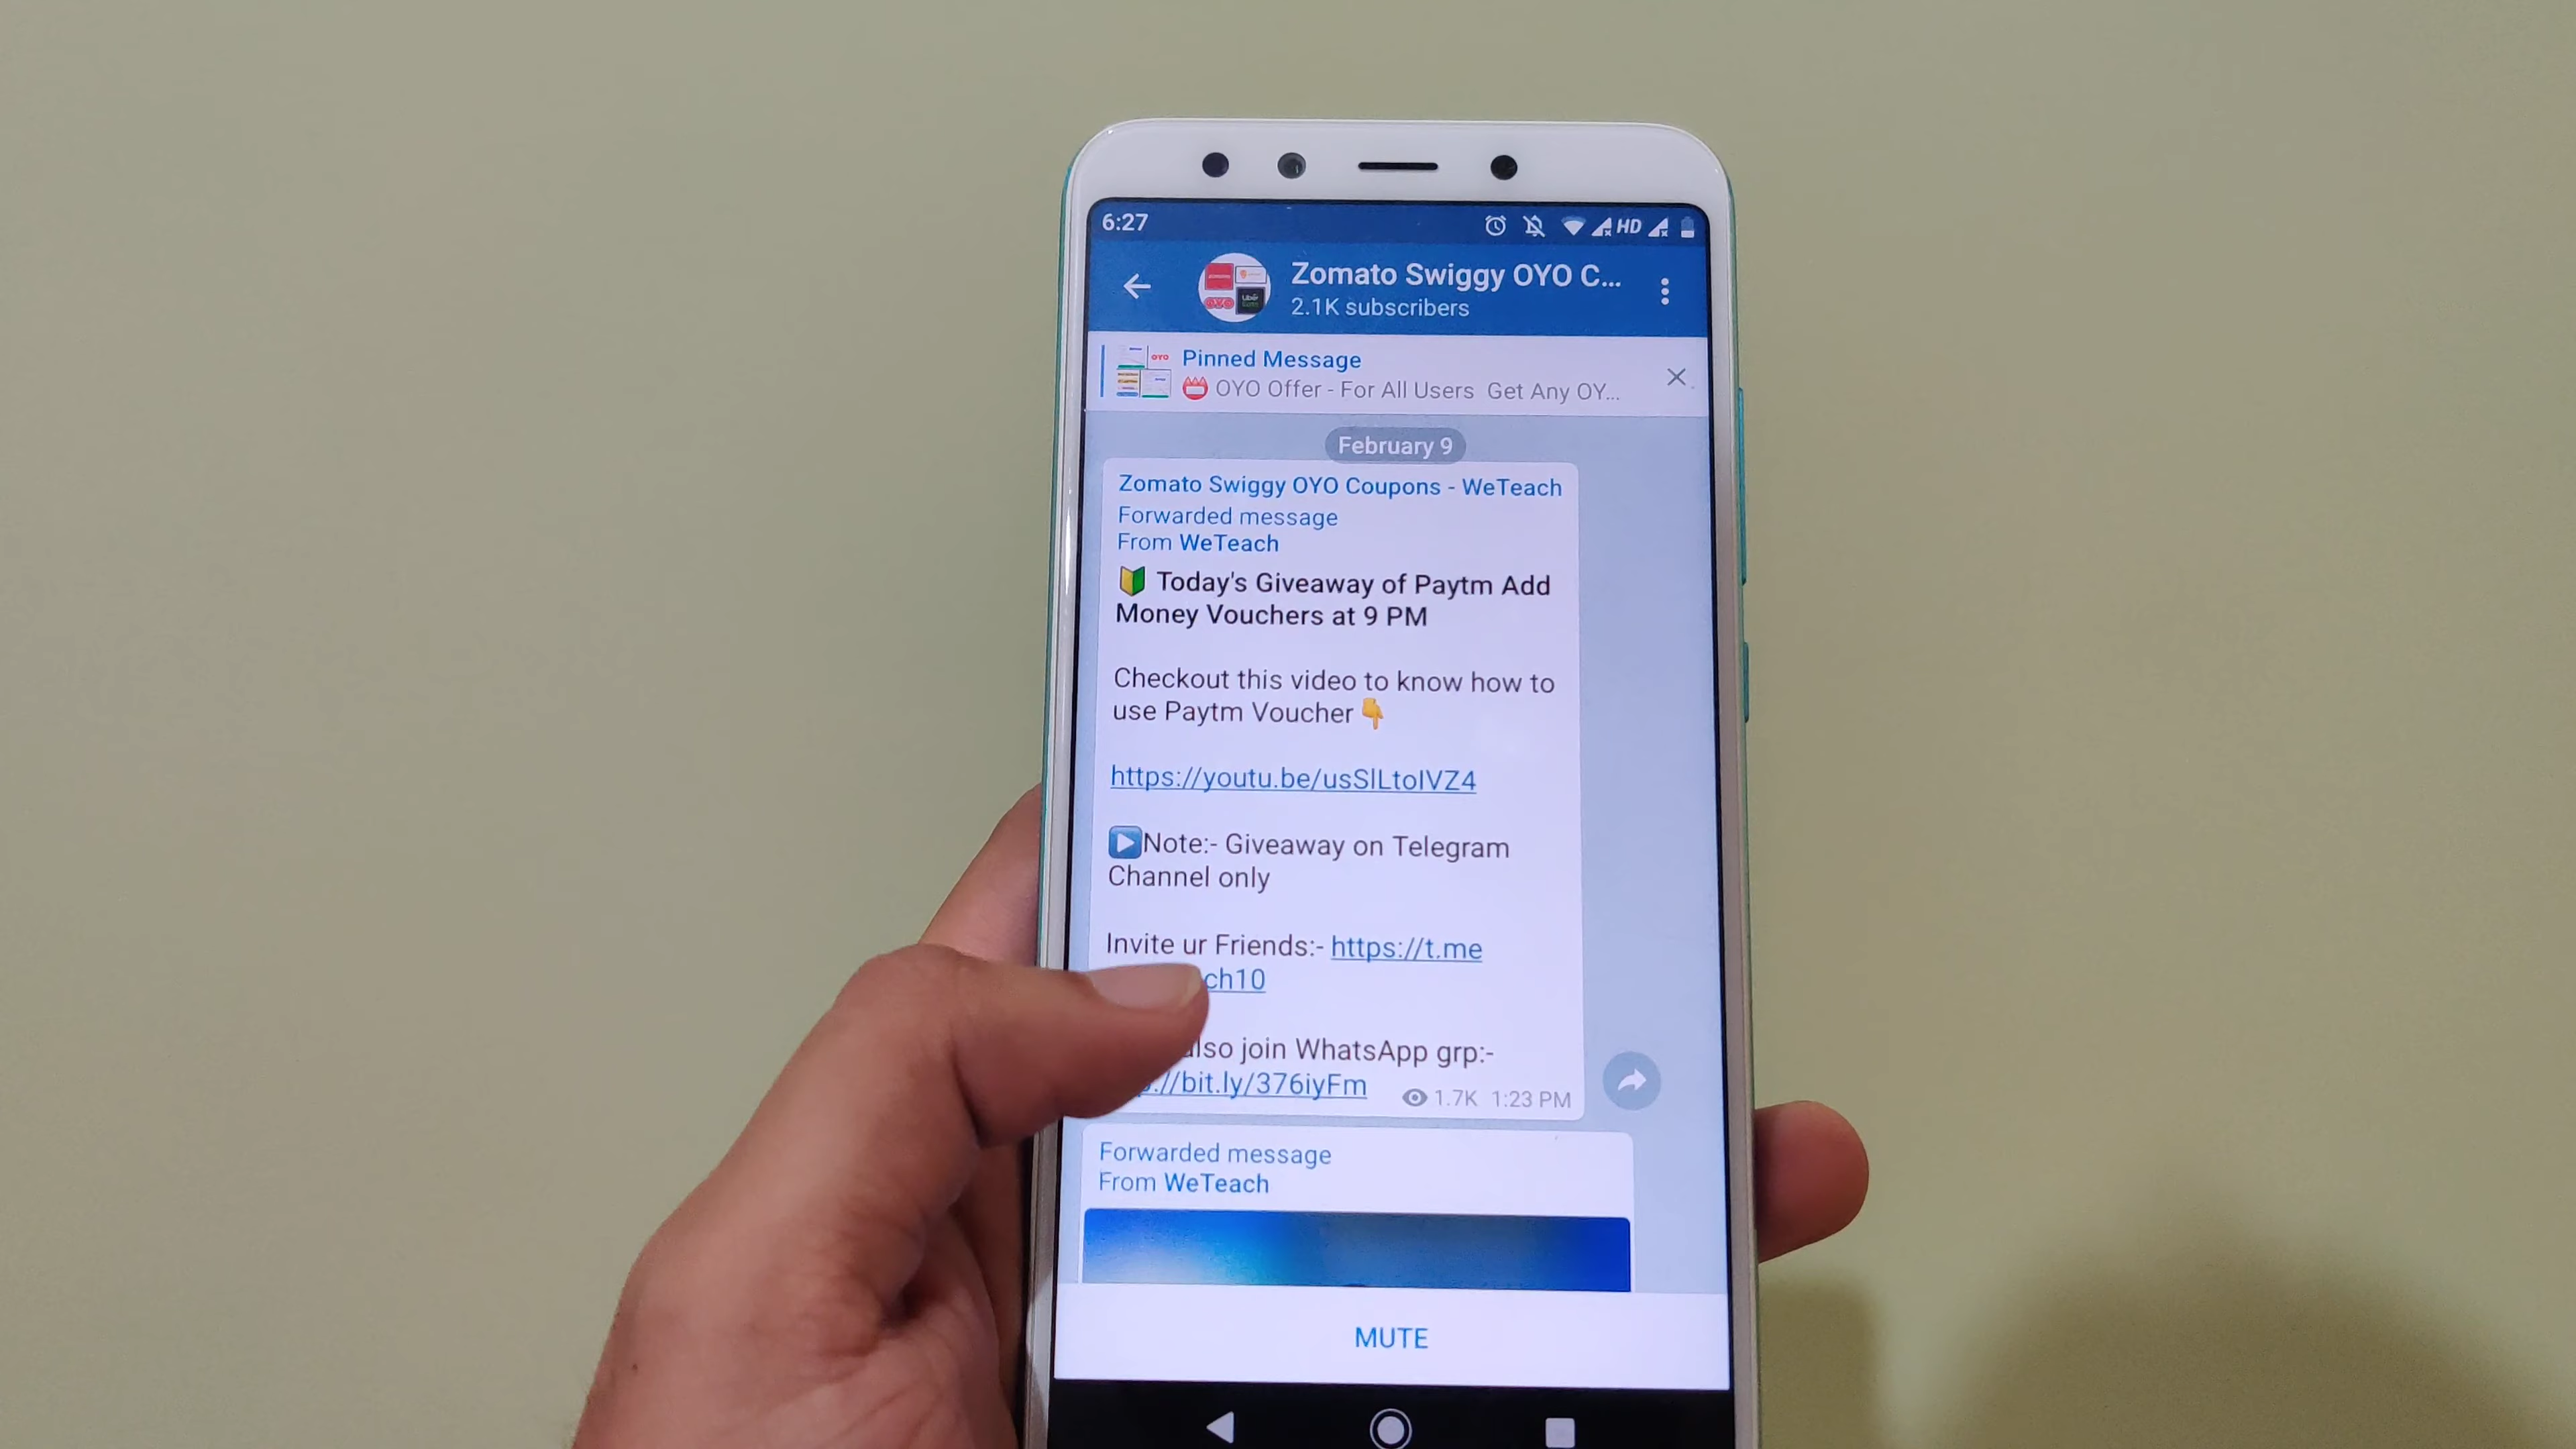 6:27
HD
Zomato Swiggy OYO C...
2.1K subscribers
Pinned Message
OYO
📛 OYO Offer - For All Users Get Any OY...
February 9
Zomato Swiggy OYO Coupons - WeTeach
Forwarded message
From WeTeach
🔰 Today's Giveaway of Paytm Add
Money Vouchers at 9 PM
Checkout this video to know how to
use Paytm Voucher👇
https://youtu.be/usSlLtoIVZ4
▶️Note:- Giveaway on Telegram
Channel only
Invite ur Friends:- https://t.me
ch10
also join WhatsApp grp:-
://bit.ly/376iyFm
1.7K 1:23 PM
Forwarded message
From WeTeach
MUTE